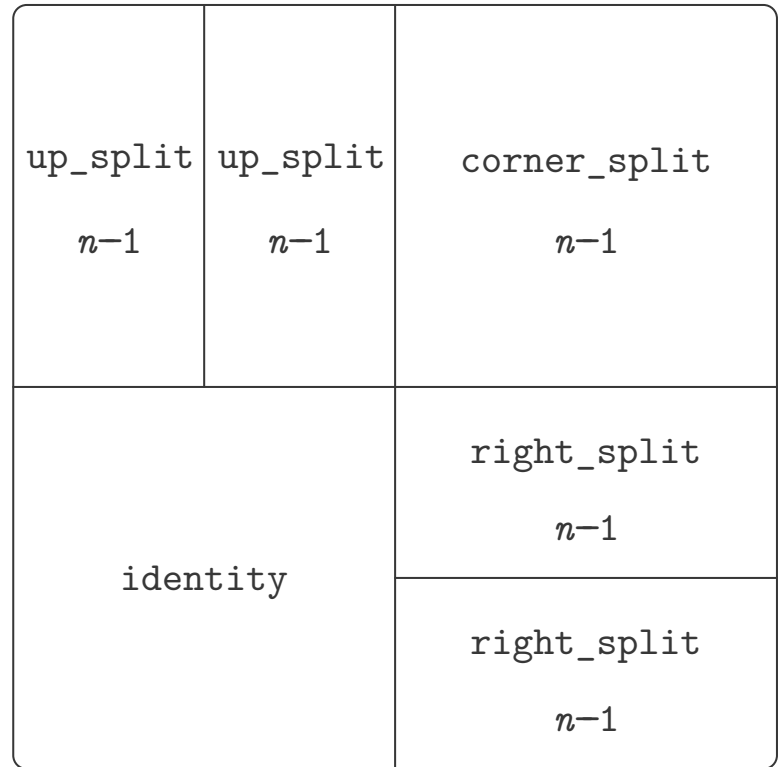 up_split up_split corner_split
n−1 n−1 n−1
right_split
n−1
identity
right_split
n−1